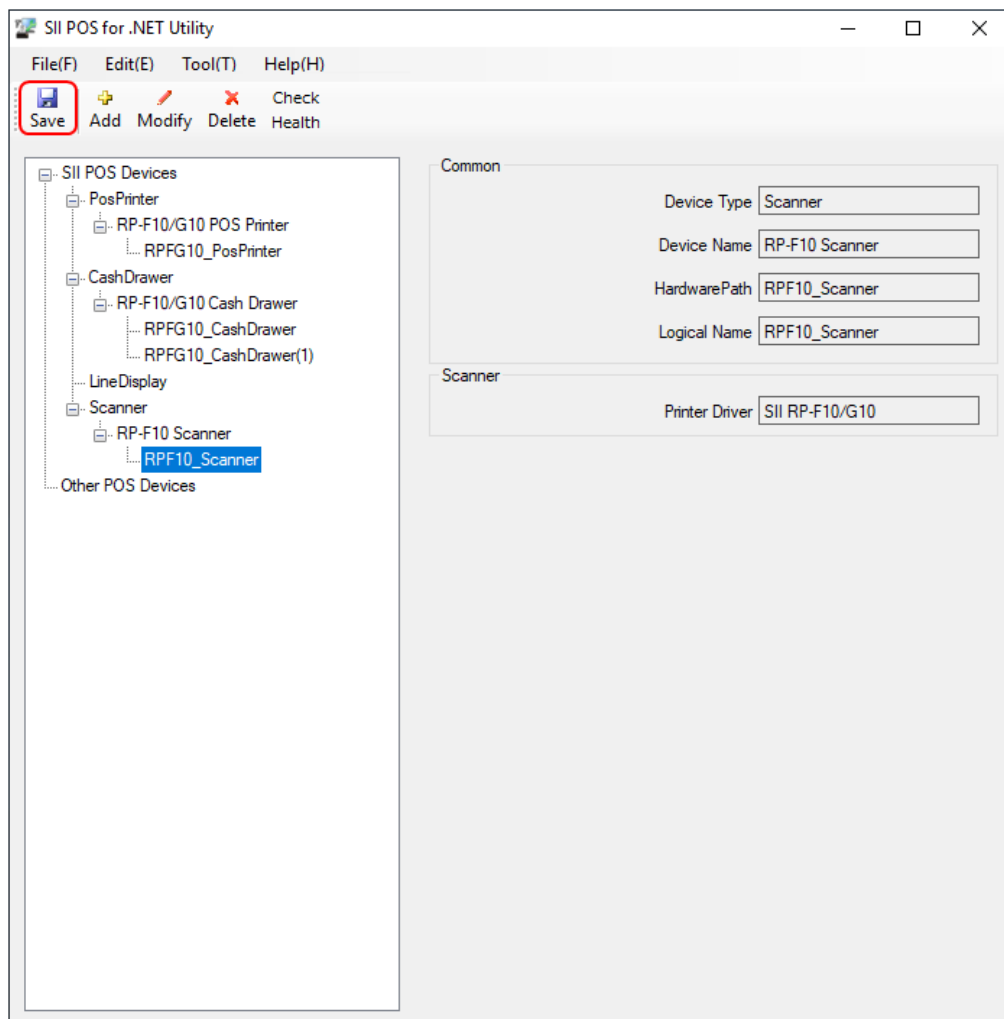 SII POS for .NET Utility
File(F) Edit(E) Tool(T) Help(H)
Save Add Modify Delete Check Health
SII POS Devices
PosPrinter
RP-F10/G10 POS Printer
RPFG10_PosPrinter
CashDrawer
RP-F10/G10 Cash Drawer
RPFG10_CashDrawer
RPFG10_CashDrawer(1)
LineDisplay
Scanner
RP-F10 Scanner
RPF10_Scanner
Other POS Devices
Common
Device Type Scanner
Device Name RP-F10 Scanner
HardwarePath RPF10_Scanner
Logical Name RPF10_Scanner
Scanner
Printer Driver SII RP-F10/G10